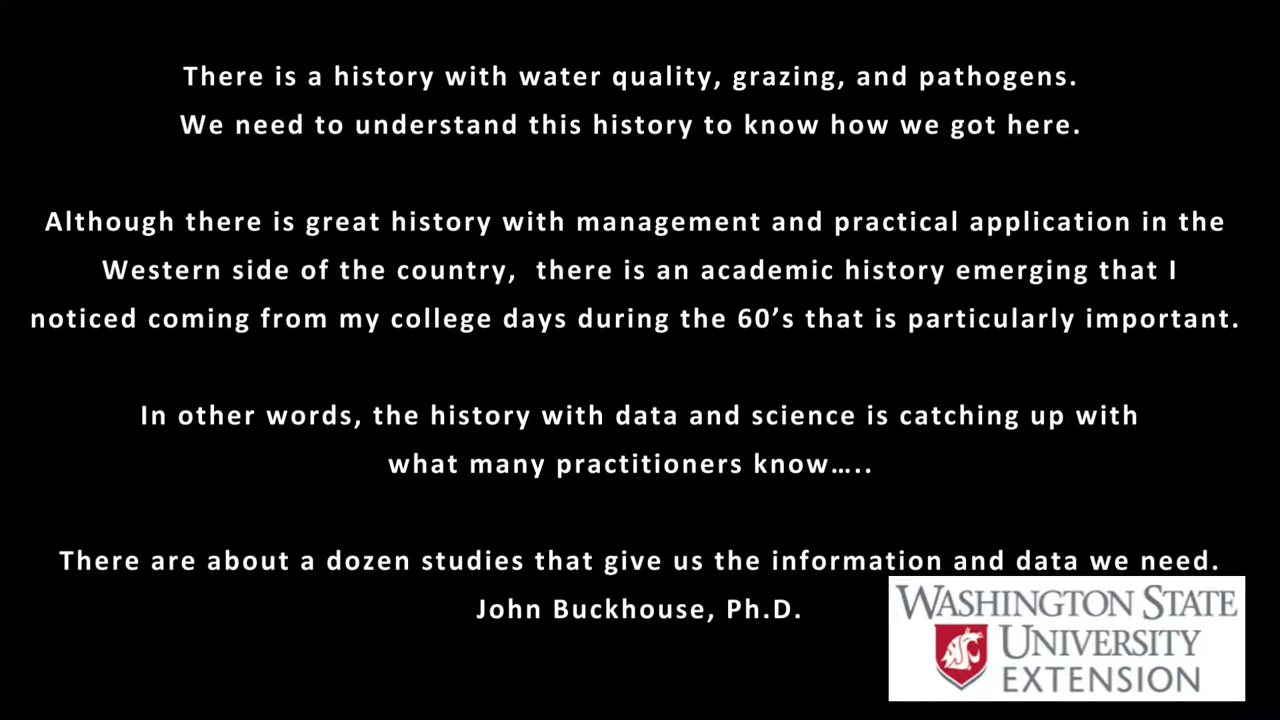 There is a history with water quality, grazing, and pathogens.
We need to understand this history to know how we got here.
Although there is great history with management and practical application in the
Western side of the country,  there is an academic history emerging that I
noticed coming from my college days during the 60’s that is particularly important.
In other words, the history with data and science is catching up with
what many practitioners know…..
There are about a dozen studies that give us the information and data we need.
John Buckhouse, Ph.D.
WASHINGTON STATE
UNIVERSITY
EXTENSION